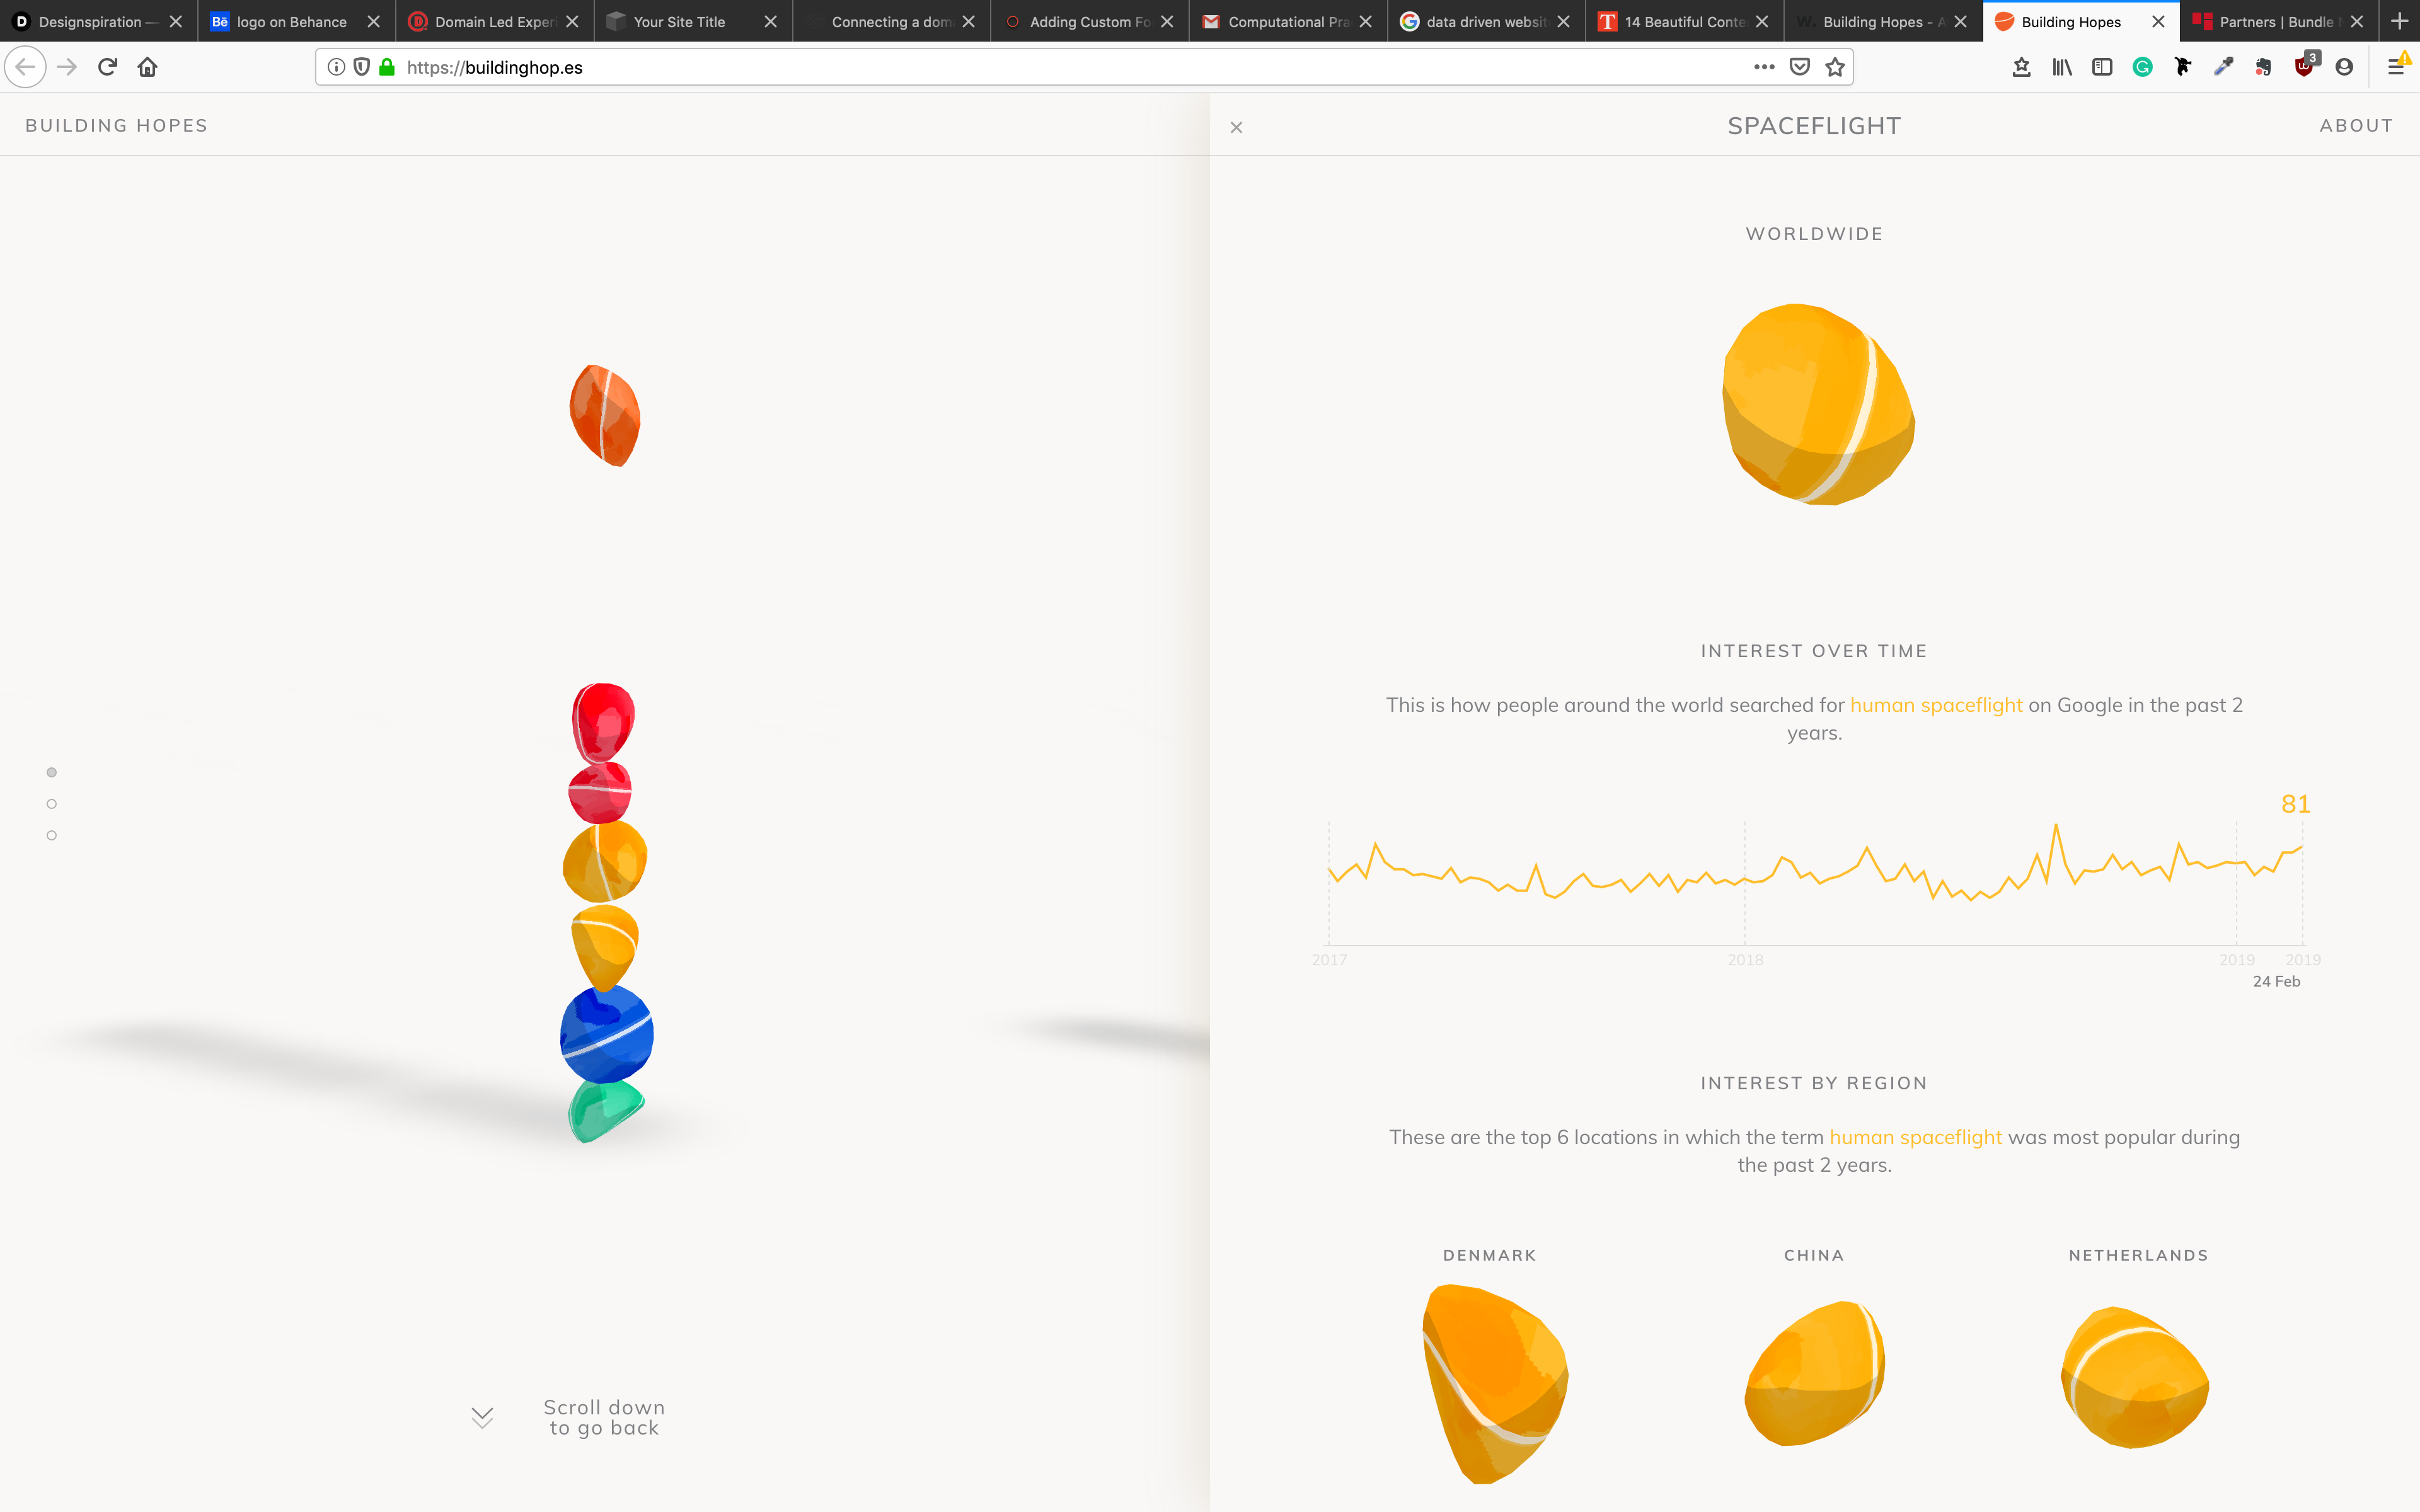 Designspiration —
logo on Behance
Domain Led Experi
Your Site Title
Connecting a dom
Adding Custom Fo
Computational Pra
data driven websit
14 Beautiful Conte
Building Hopes - A
Building Hopes
Partners | Bundle
https://buildinghop.es
3
BUILDING HOPES
SPACEFLIGHT
ABOUT
Scroll down
to go back
WORLDWIDE
INTEREST OVER TIME
This is how people around the world searched for human spaceflight on Google in the past 2
years.
81
2017 2018 2019 2019
24 Feb
INTEREST BY REGION
These are the top 6 locations in which the term human spaceflight was most popular during
the past 2 years.
DENMARK CHINA NETHERLANDS